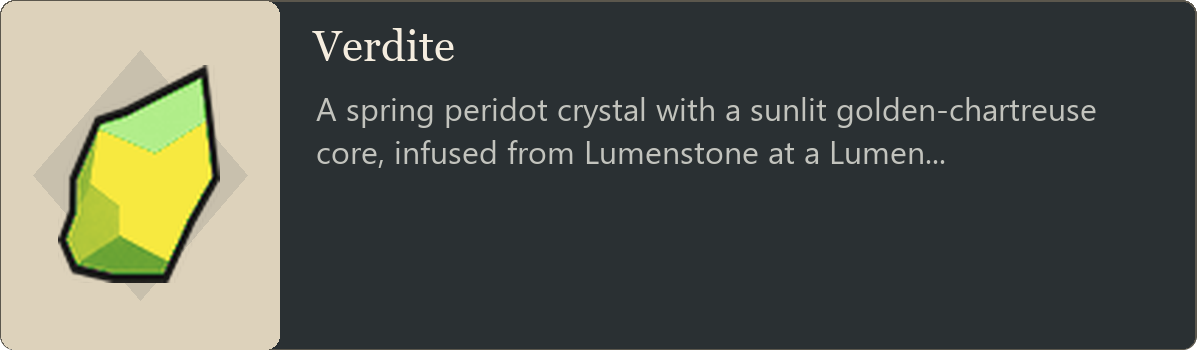 Verdite
A spring peridot crystal with a sunlit golden-chartreuse
core, infused from Lumenstone at a Lumen...